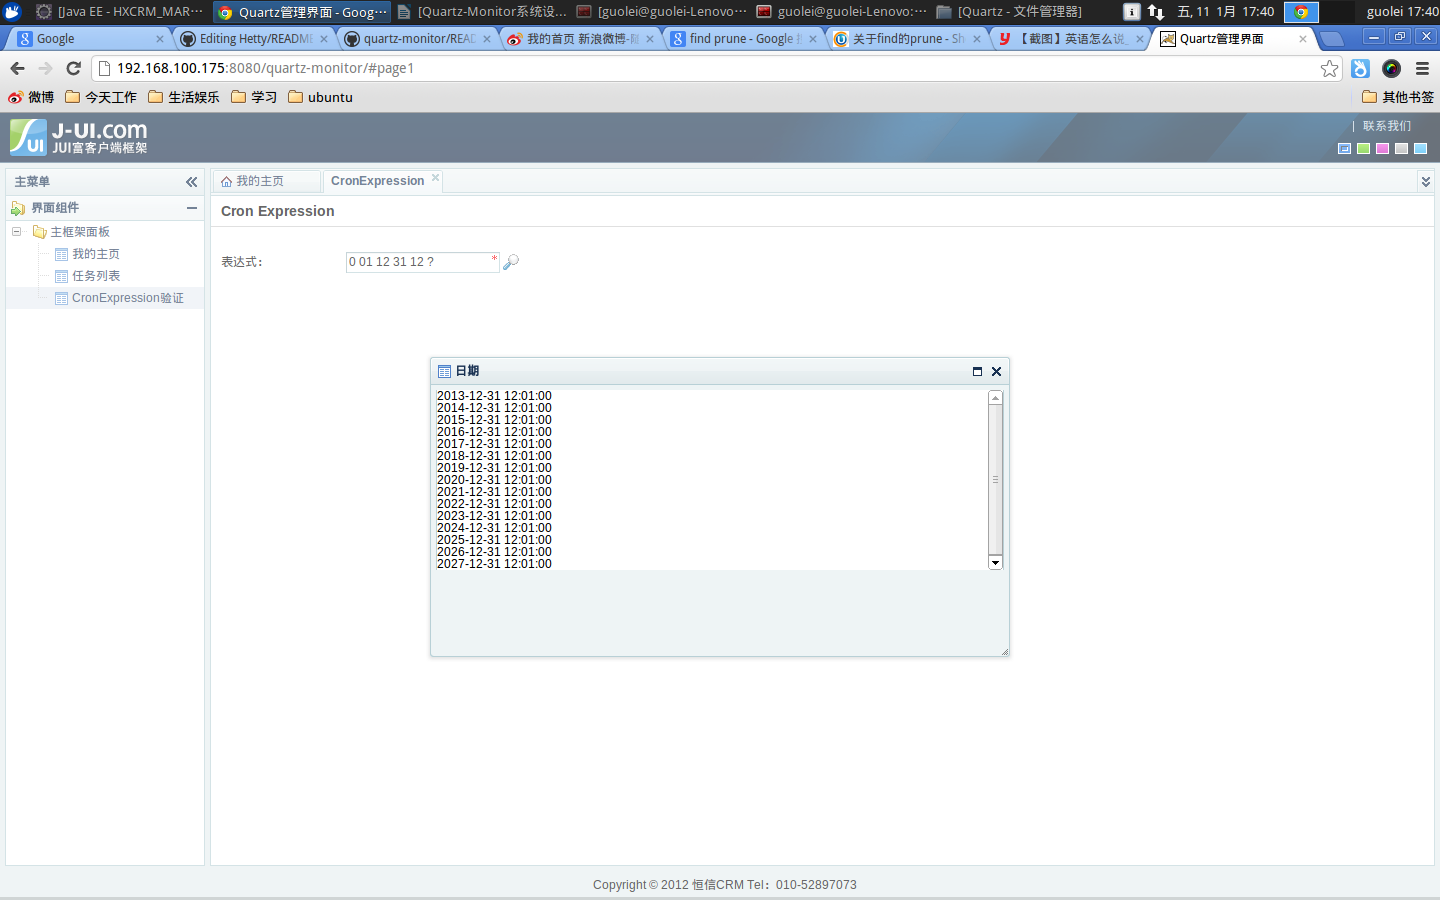 [Java EE - HXCRM_MAR···
Quartz管理界面 - Goog···
[Quartz-Monitor系统设...
[guolei@guolei-Lenovo···
guolei@guolei-Lenovo:···
[Quartz - 文件管理器]
五, 11 1月 17:40
guolei 17:40
Google
Editing Hetty/README
quartz-monitor/READ
我的首页 新浪微博-随
find prune - Google 搜
关于find的prune - Sh
【截图】英语怎么说_
Quartz管理界面
192.168.100.175:8080/quartz-monitor/#page1
微博
今天工作
生活娱乐
学习
ubuntu
其他书签
J-UI.com
JUI富客户端框架
UI
| 联系我们
主菜单
我的主页
CronExpression
界面组件
Cron Expression
主框架面板
我的主页
任务列表
CronExpression验证
表达式：
0 01 12 31 12 ?
*
日期
2013-12-31 12:01:00
2014-12-31 12:01:00
2015-12-31 12:01:00
2016-12-31 12:01:00
2017-12-31 12:01:00
2018-12-31 12:01:00
2019-12-31 12:01:00
2020-12-31 12:01:00
2021-12-31 12:01:00
2022-12-31 12:01:00
2023-12-31 12:01:00
2024-12-31 12:01:00
2025-12-31 12:01:00
2026-12-31 12:01:00
2027-12-31 12:01:00
Copyright © 2012 恒信CRM Tel：010-52897073